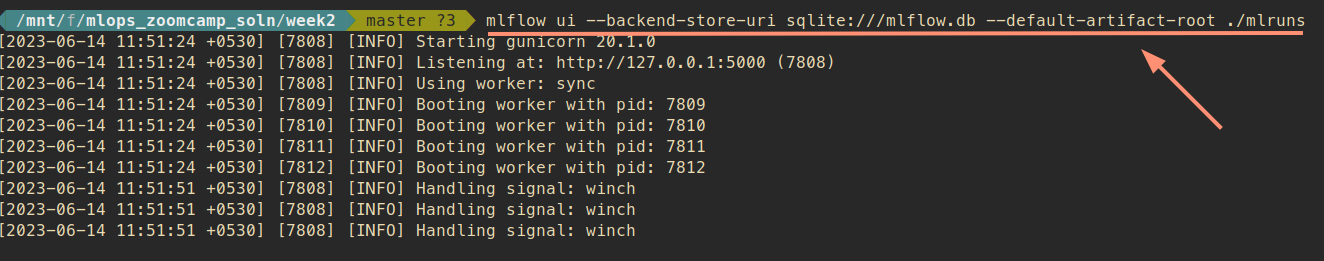 /mnt/f/mlops_zoomcamp_soln/week2 master ?3 mlflow ui --backend-store-uri sqlite:///mlflow.db --default-artifact-root ./mlruns
[2023-06-14 11:51:24 +0530] [7808] [INFO] Starting gunicorn 20.1.0
[2023-06-14 11:51:24 +0530] [7808] [INFO] Listening at: http://127.0.0.1:5000 (7808)
[2023-06-14 11:51:24 +0530] [7808] [INFO] Using worker: sync
[2023-06-14 11:51:24 +0530] [7809] [INFO] Booting worker with pid: 7809
[2023-06-14 11:51:24 +0530] [7810] [INFO] Booting worker with pid: 7810
[2023-06-14 11:51:24 +0530] [7811] [INFO] Booting worker with pid: 7811
[2023-06-14 11:51:24 +0530] [7812] [INFO] Booting worker with pid: 7812
[2023-06-14 11:51:51 +0530] [7808] [INFO] Handling signal: winch
[2023-06-14 11:51:51 +0530] [7808] [INFO] Handling signal: winch
[2023-06-14 11:51:51 +0530] [7808] [INFO] Handling signal: winch